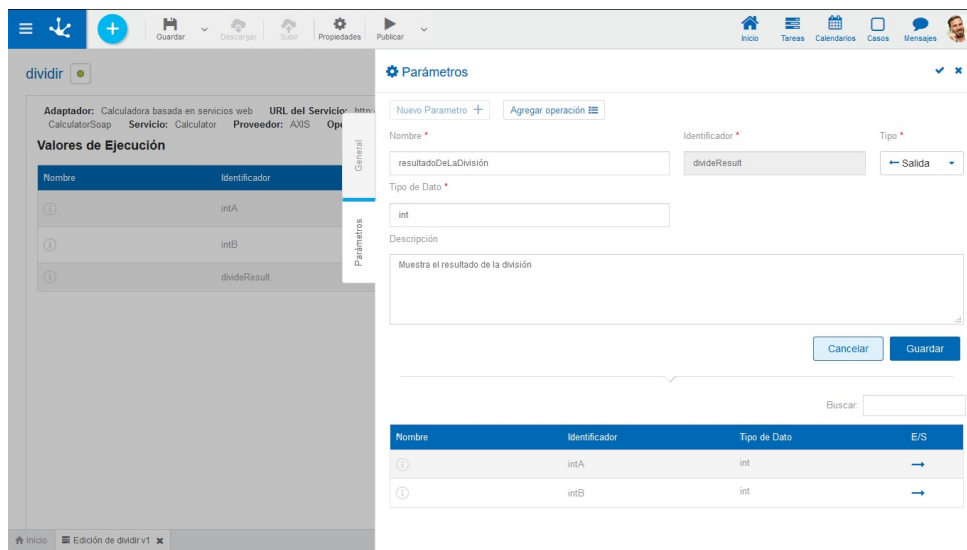 Guardar
Descargar
Subir
Propiedades
Publicar
Inicio
Tareas
Calendarios
Casos
Mensajes
dividir
Adaptador: Calculadora basada en servicios web URL del Servicio: http:
CalculatorSoap Servicio: Calculator Proveedor: AXIS Ope
Valores de Ejecución
Nombre Identificador
intA
intB
divideResult
General
Parámetros
Parámetros
Nuevo Parametro +
Agregar operación
Nombre * Identificador * Tipo *
resultadoDeLaDivisión divideResult Salida
Tipo de Dato *
int
Descripción
Muestra el resultado de la división
Cancelar Guardar
Buscar:
Nombre Identificador Tipo de Dato E/S
intA int
intB int
Inicio Edición de dividir v1